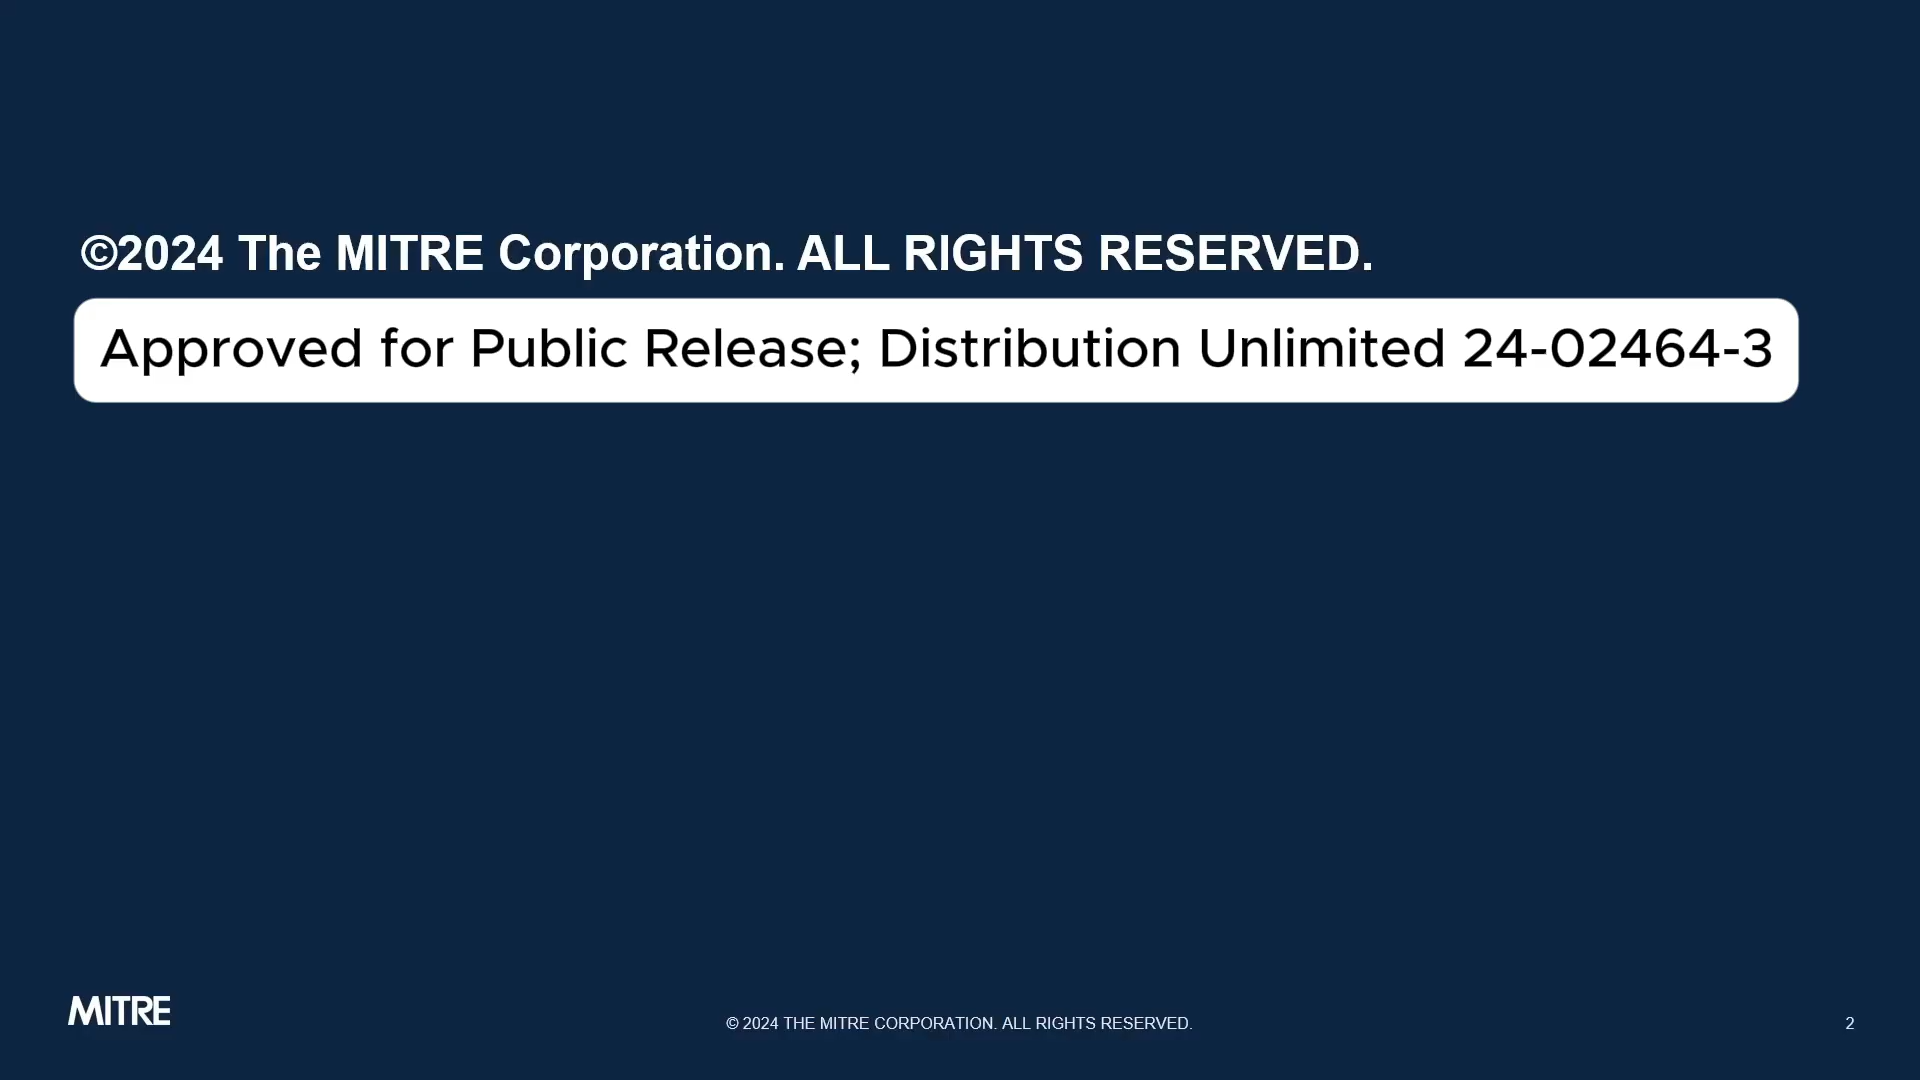 ©2024 The MITRE Corporation. ALL RIGHTS RESERVED.
Approved for Public Release; Distribution Unlimited 24-02464-3
MITRE
© 2024 THE MITRE CORPORATION. ALL RIGHTS RESERVED.
2